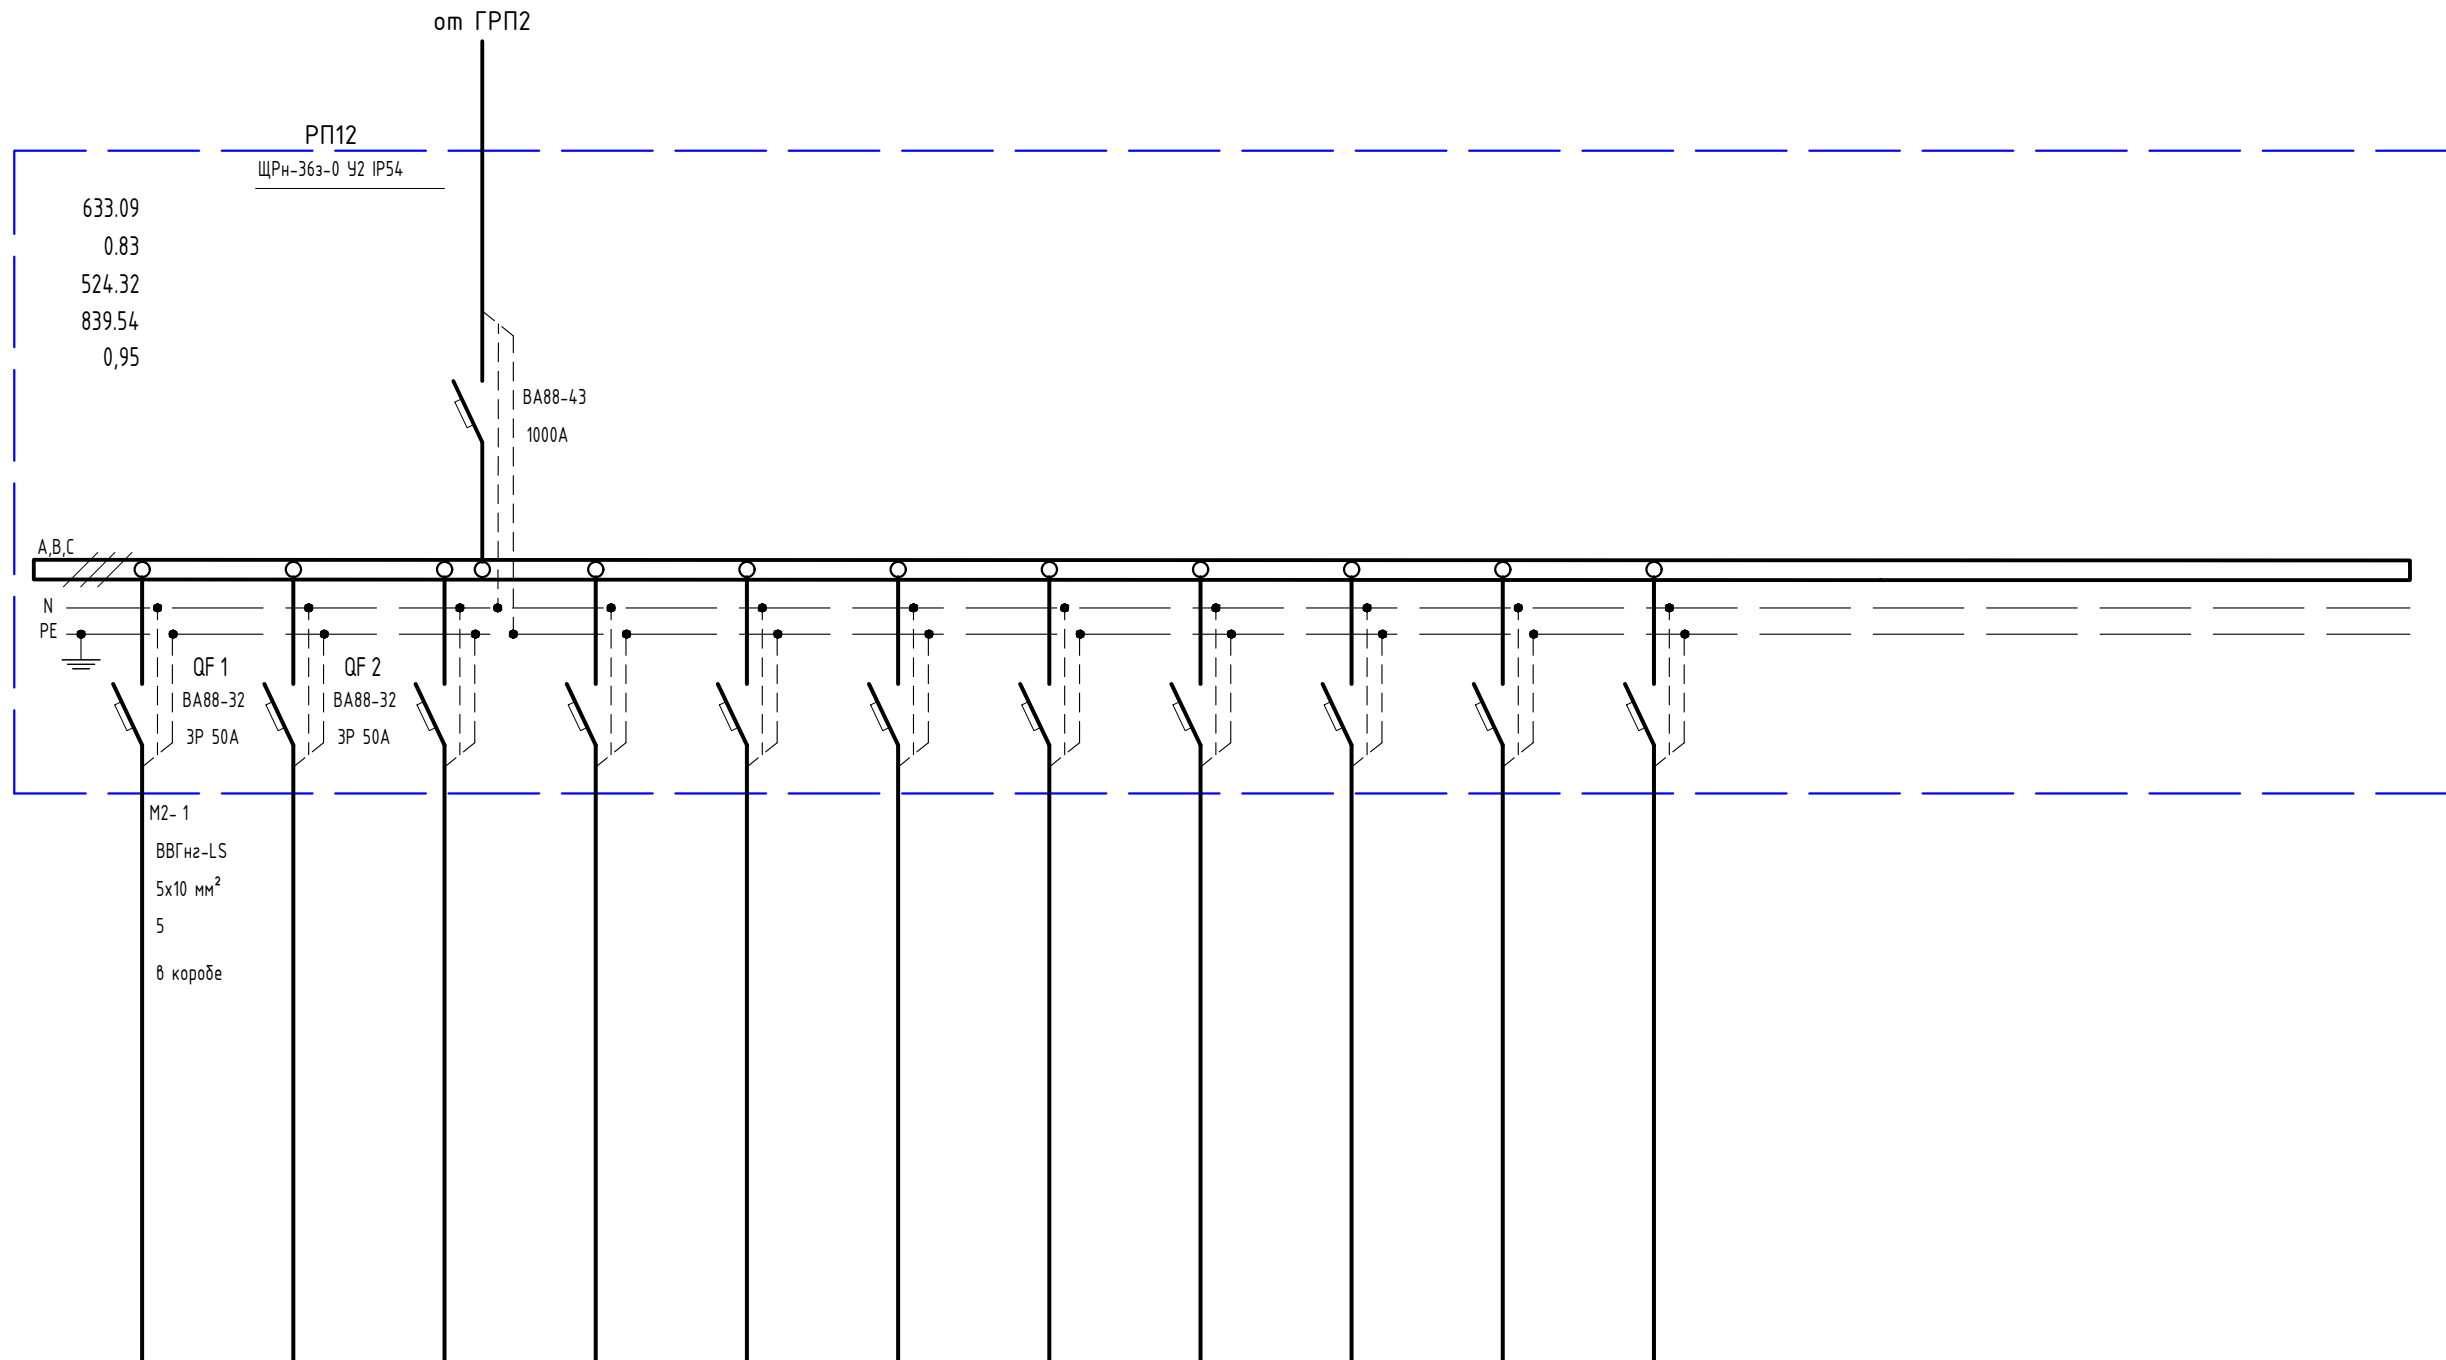 от ГРП2
РП12
ЩРн-36з-0 У2 IP54
633.09
0.83
524.32
839.54
0,95
ВА88-43
1000А
A,B,C
N
PE
QF 1
ВА88-32
3P 50А
QF 2
ВА88-32
3P 50А
М2- 1
ВВГнг-LS
5х10 мм²
5
в коробе